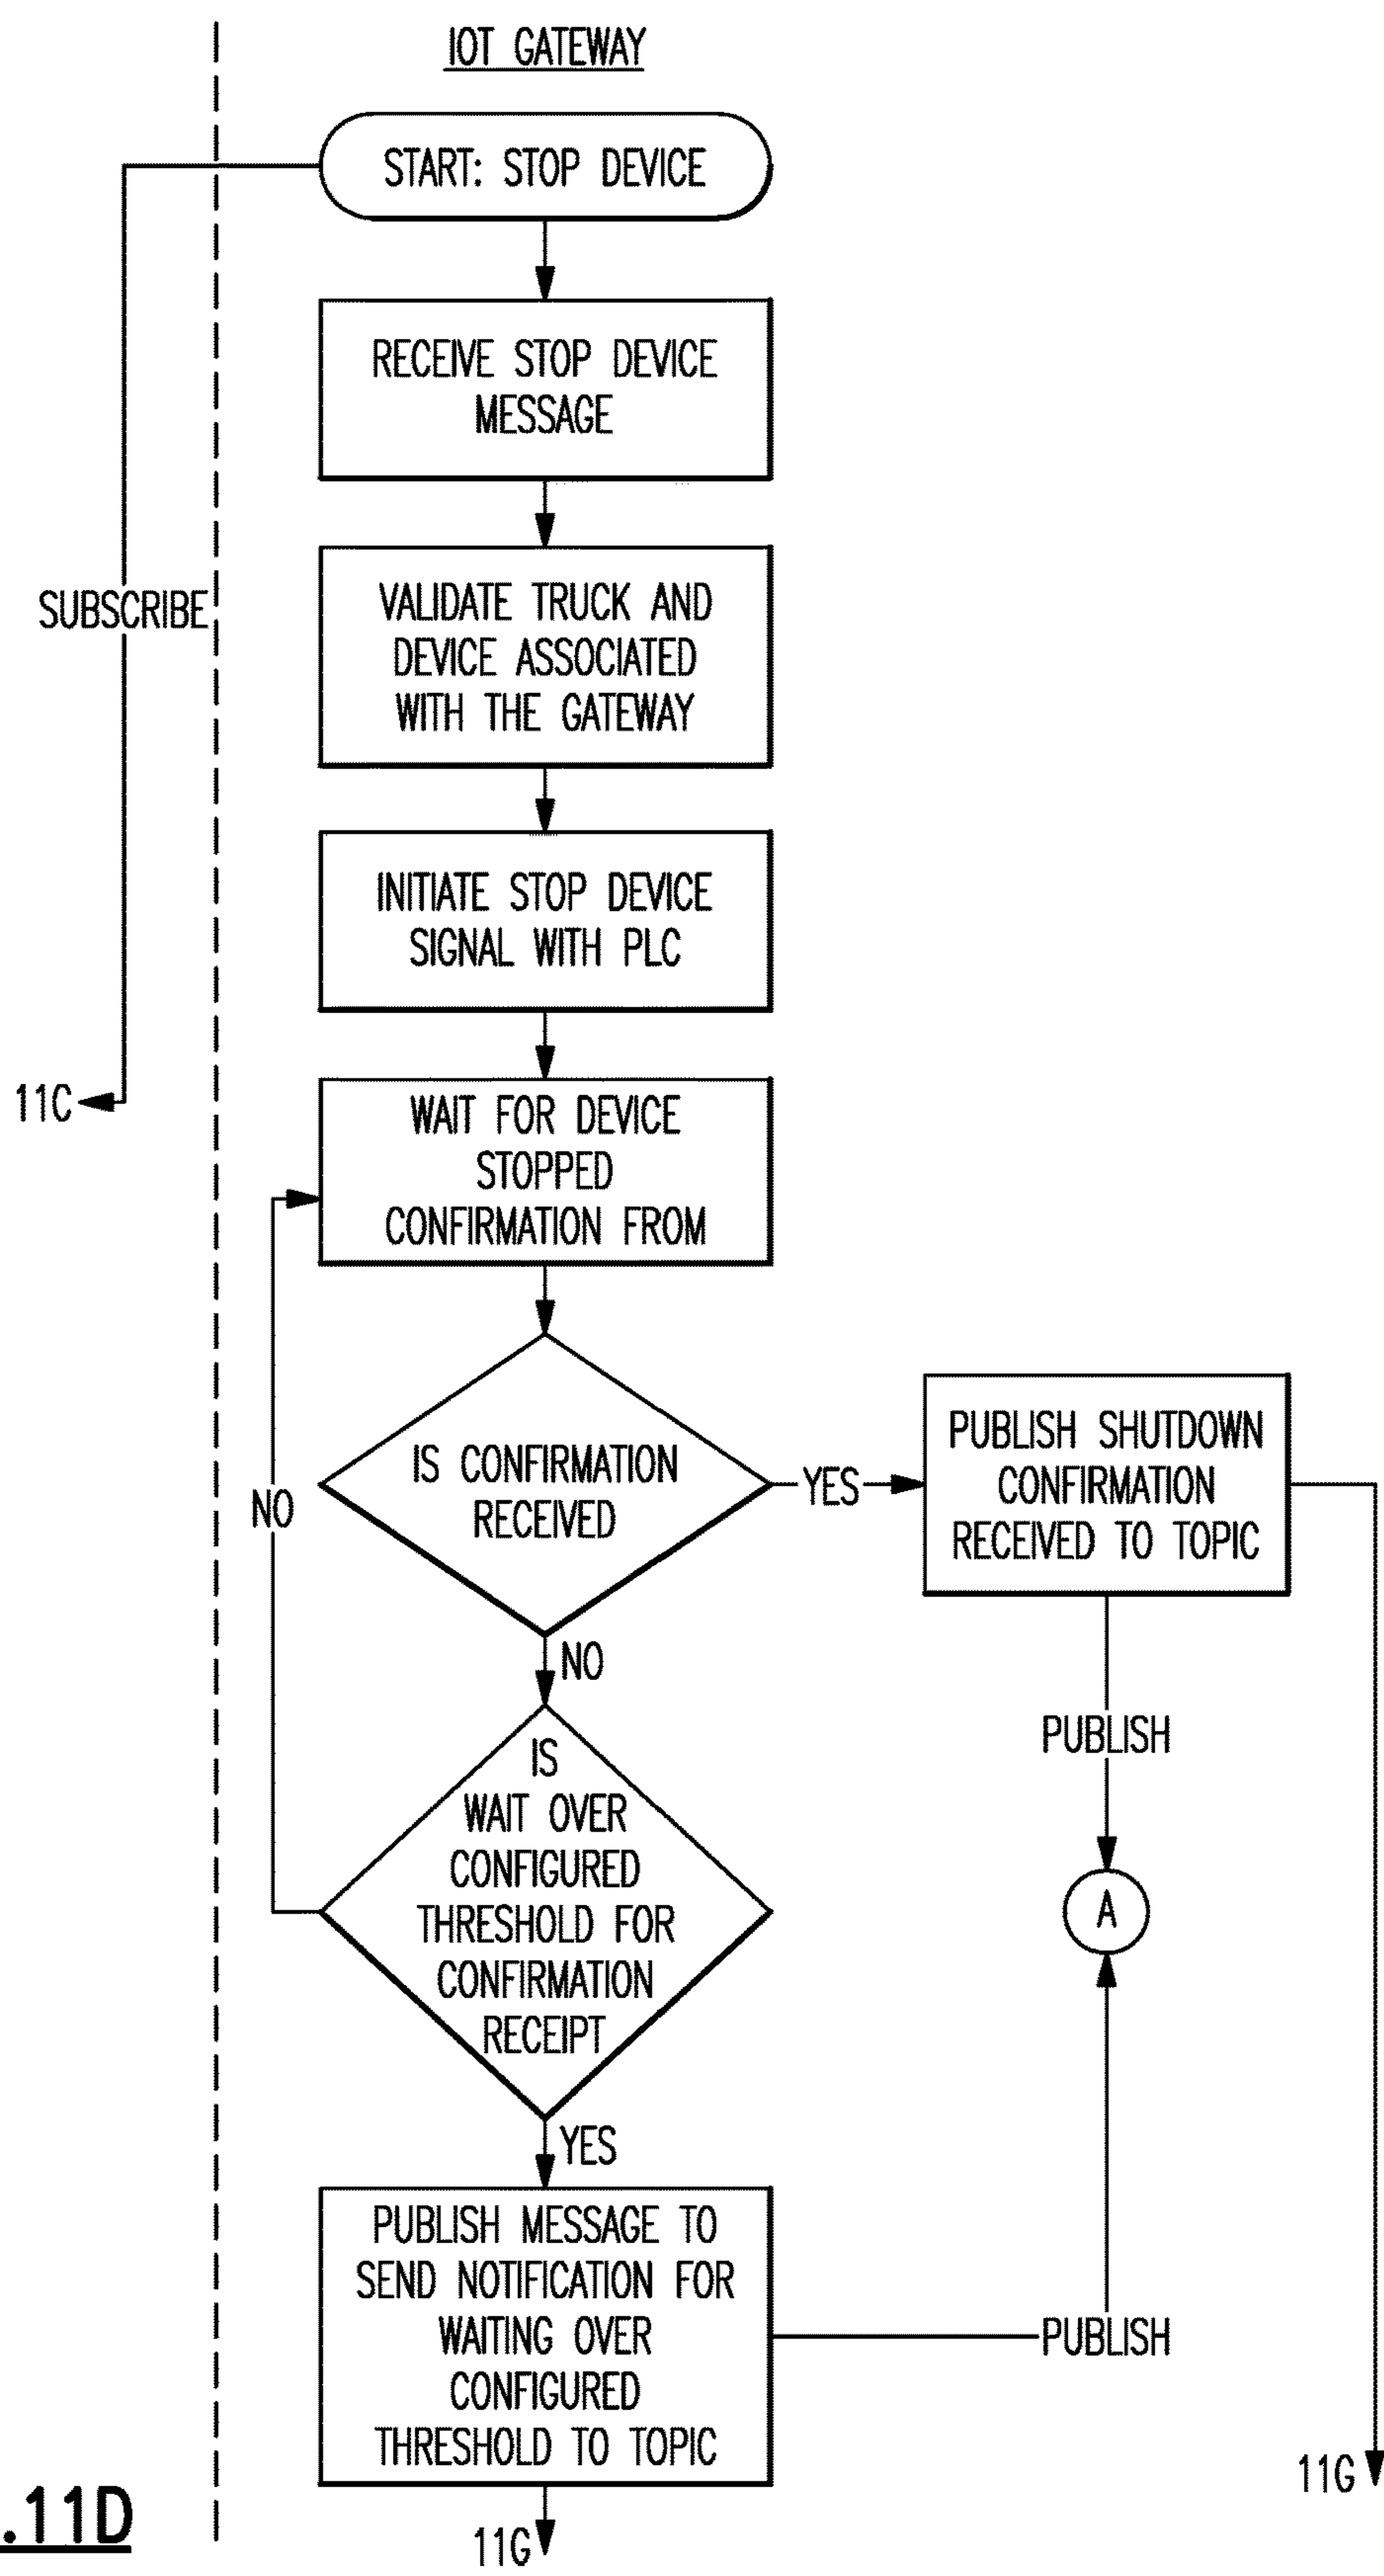 IOT GATEWAY
START: STOP DEVICE
RECEIVE STOP DEVICE
MESSAGE
SUBSCRIBE
VALIDATE TRUCK AND
DEVICE ASSOCIATED
WITH THE GATEWAY
INITIATE STOP DEVICE
SIGNAL WITH PLC
11C
WAIT FOR DEVICE
STOPPED
CONFIRMATION FROM
IS CONFIRMATION
RECEIVED
YES
PUBLISH SHUTDOWN
CONFIRMATION
RECEIVED TO TOPIC
NO
NO
PUBLISH
IS
WAIT OVER
CONFIGURED
THRESHOLD FOR
CONFIRMATION
RECEIPT
A
YES
PUBLISH MESSAGE TO
SEND NOTIFICATION FOR
WAITING OVER
CONFIGURED
THRESHOLD TO TOPIC
PUBLISH
11G
11G
.11D